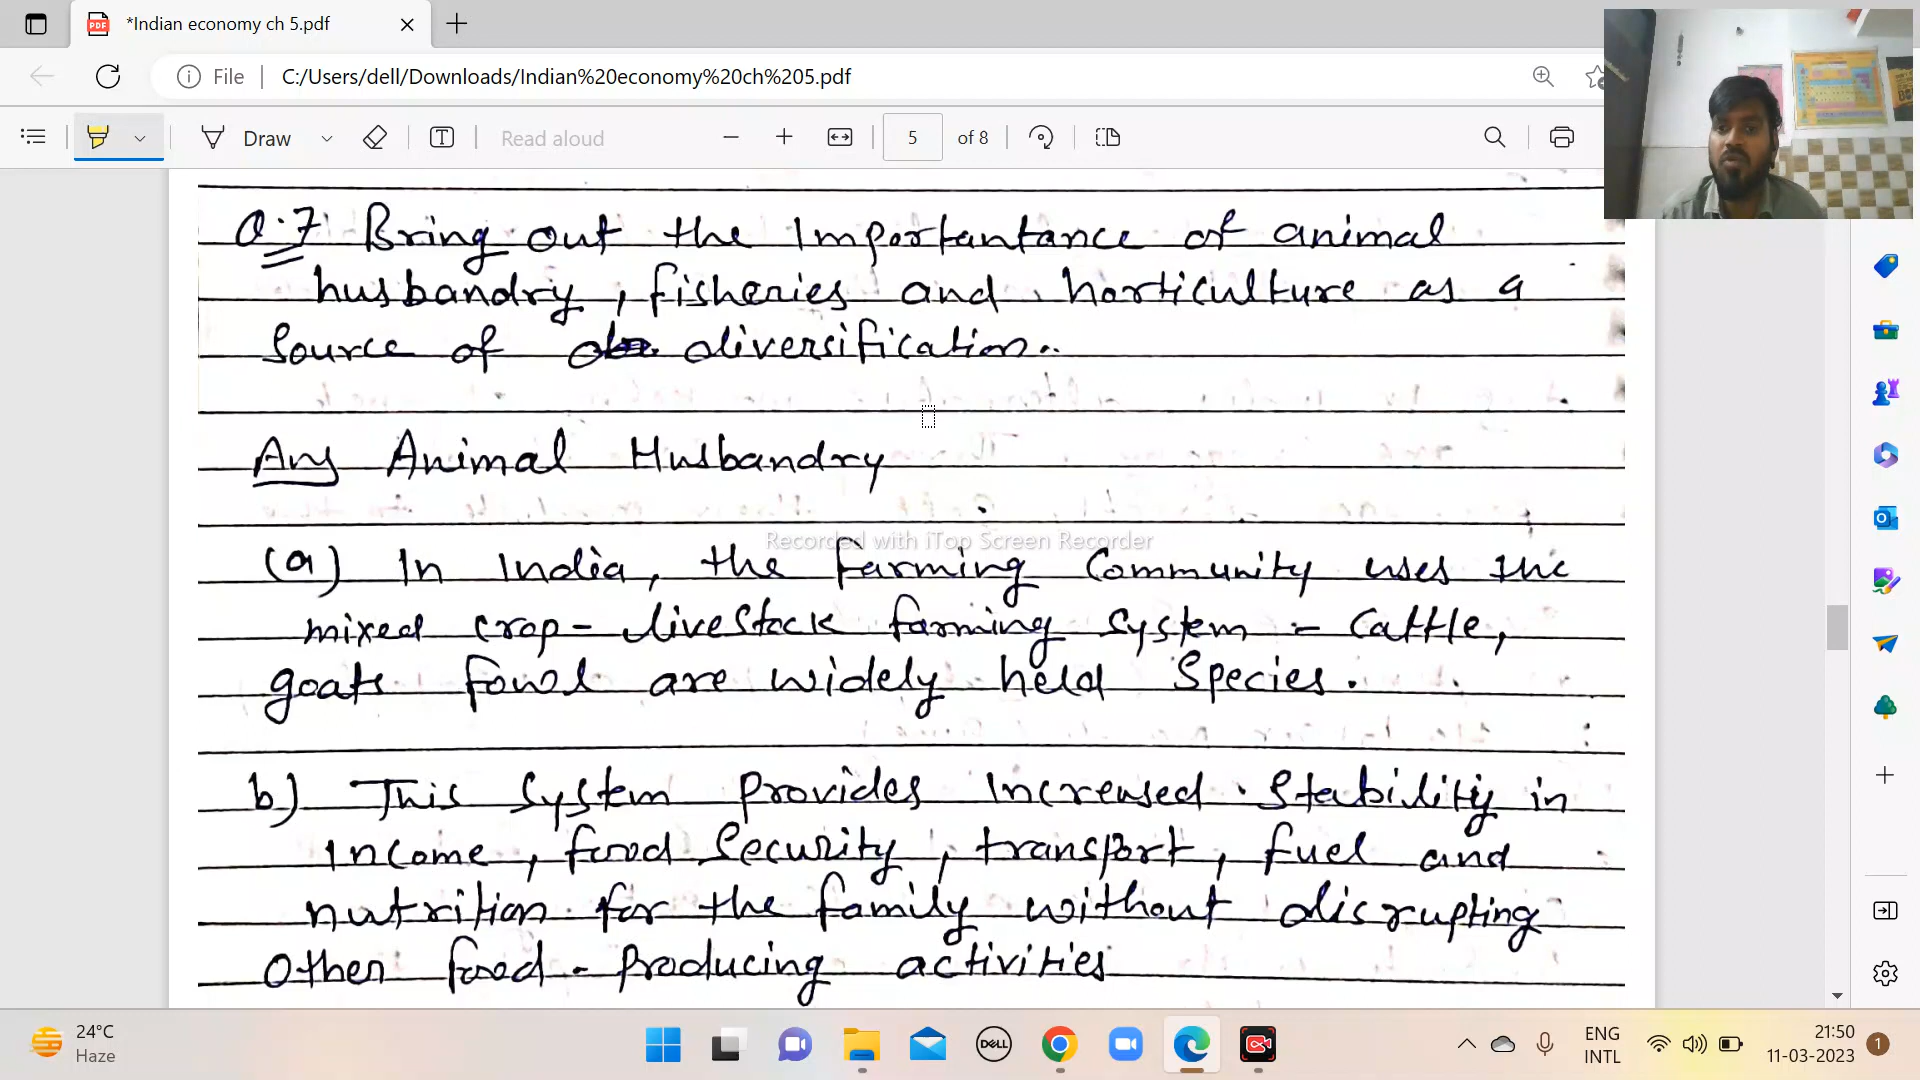 *Indian economy ch 5.pdf
File C:/Users/dell/Downloads/Indian%20economy%20ch%205.pdf
Draw Read aloud 5 of 8
Q.7 Bring out the Importantance of animal
husbandry, fisheries and horticulture as a
Source of diversification.
Ans Animal Husbandry
Recorded with iTop Screen Recorder
(a) In India, the farming Community uses the
mixed crop- livestock farming system - Cattle,
goats fowl are widely held Species.
b) This System Provides Increased Stability in
Income, food Security, transport, fuel and
nutrition for the family without disrupting
Other food - Producing activities
24°C
Haze
DELL
ENG
INTL
21:50
11-03-2023
1